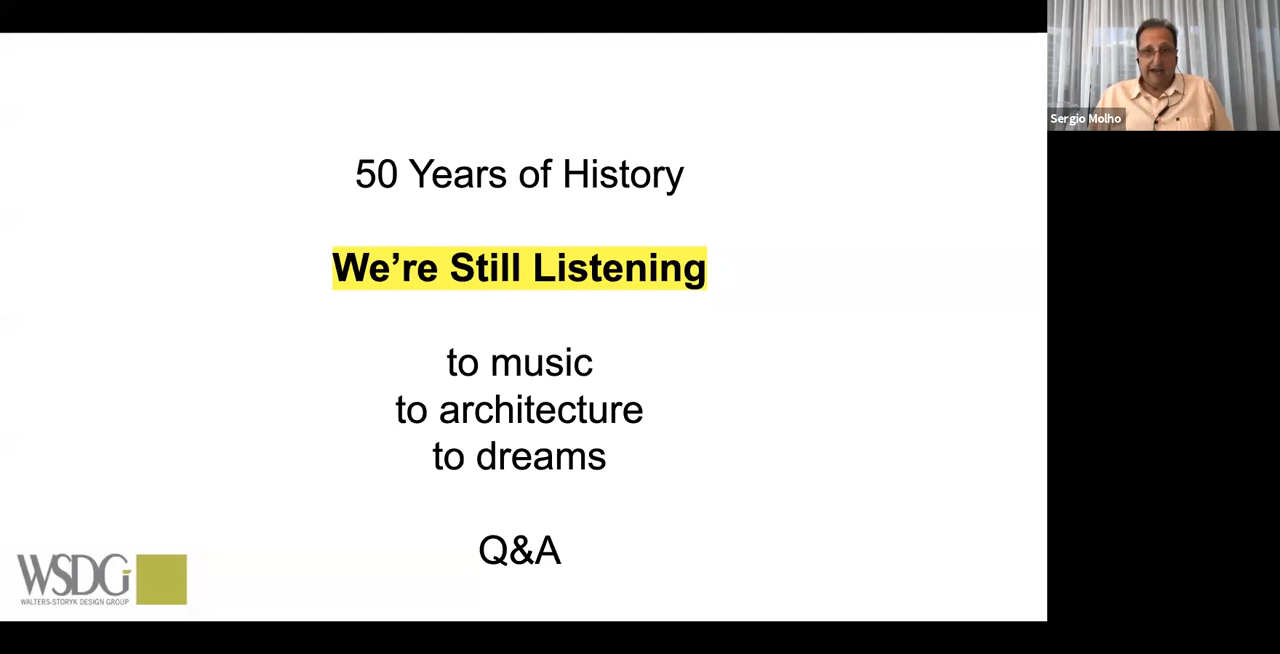 50 Years of History
We're Still Listening
to music
to architecture
to dreams
Q&A
WSDG
WALTERS-STORYK DESIGN GROUP
Sergio Molho